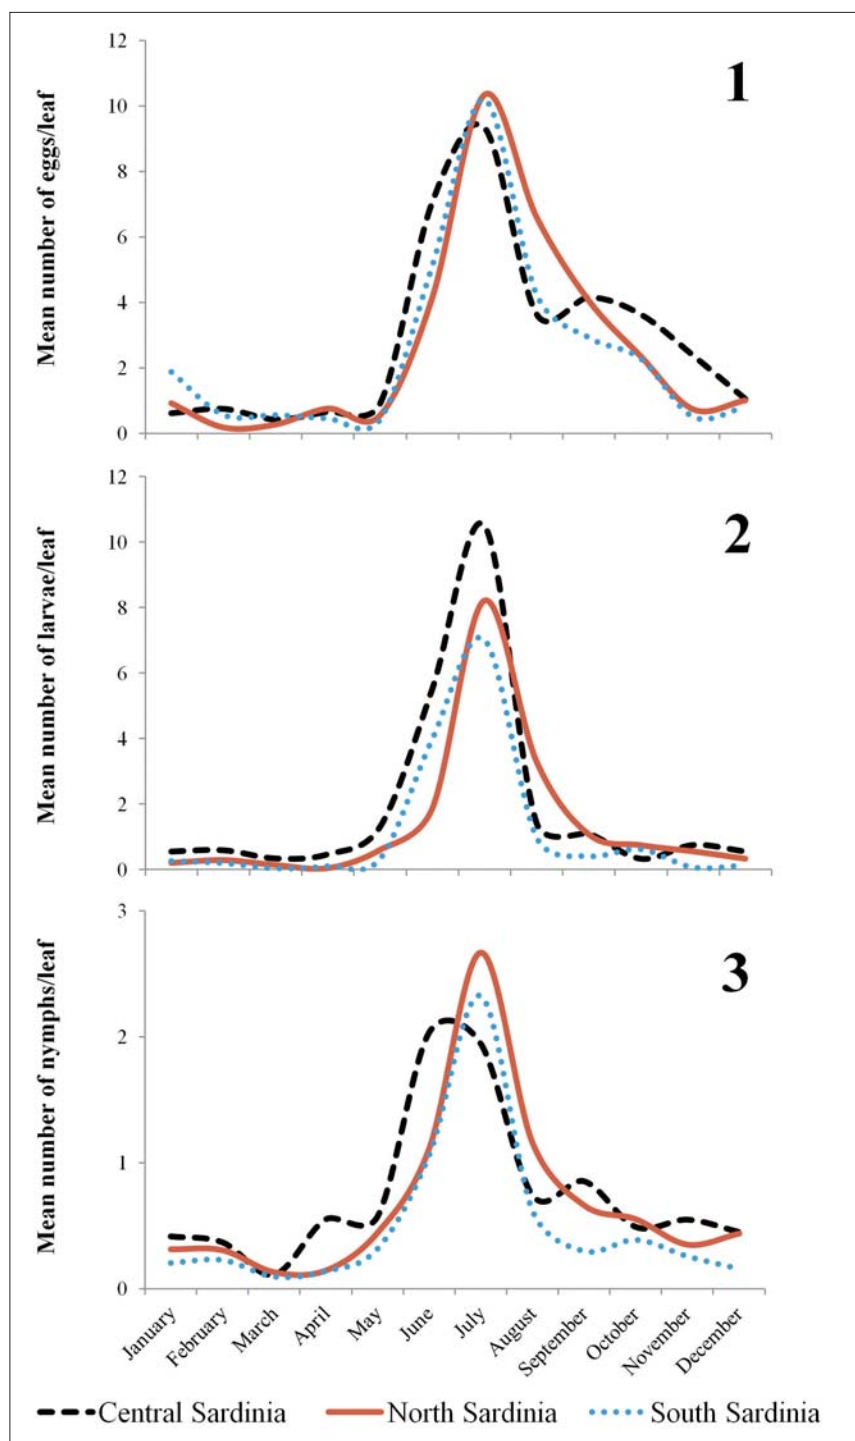 1
Mean number of eggs/leaf
12
10
8
6
4
2
0
2
Mean number of larvae/leaf
12
10
8
6
4
2
0
3
Mean number of nymphs/leaf
3
2
1
0
January
February
March
April
May
June
July
August
September
October
November
December
Central Sardinia
North Sardinia
South Sardinia